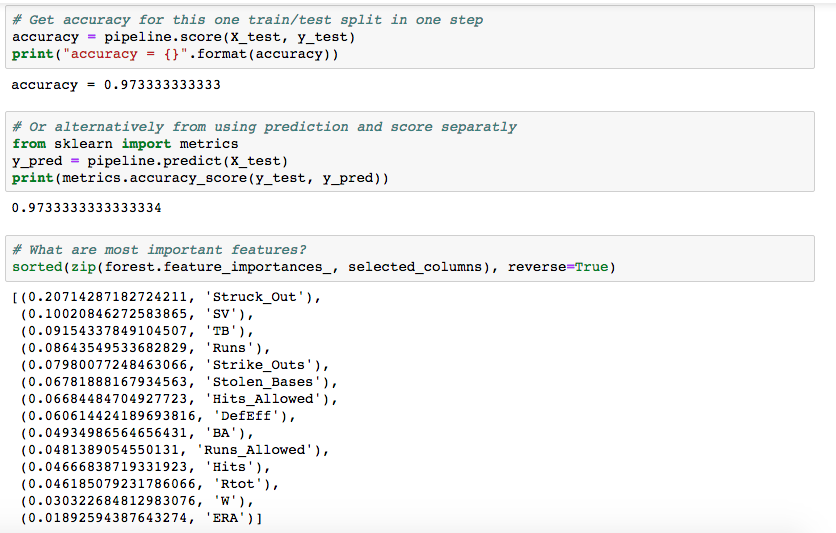 # Get accuracy for this one train/test split in one step
accuracy = pipeline.score(X_test, y_test)
print("accuracy = {}".format(accuracy))
accuracy = 0.973333333333
# Or alternatively from using prediction and score separatly
from sklearn import metrics
y_pred = pipeline.predict(X_test)
print(metrics.accuracy_score(y_test, y_pred))
0.9733333333333334
# What are most important features?
sorted(zip(forest.feature_importances_, selected_columns), reverse=True)
[(0.20714287182724211, 'Struck_Out'),
(0.10020846272583865, 'SV'),
(0.09154337849104507, 'TB'),
(0.08643549533682829, 'Runs'),
(0.07980077248463066, 'Strike_Outs'),
(0.06781888167934563, 'Stolen_Bases'),
(0.06684484704927723, 'Hits_Allowed'),
(0.060614424189693816, 'DefEff'),
(0.04934986564656431, 'BA'),
(0.0481389054550131, 'Runs_Allowed'),
(0.04666838719331923, 'Hits'),
(0.046185079231786066, 'Rtot'),
(0.030322684812983076, 'W'),
(0.01892594387643274, 'ERA')]